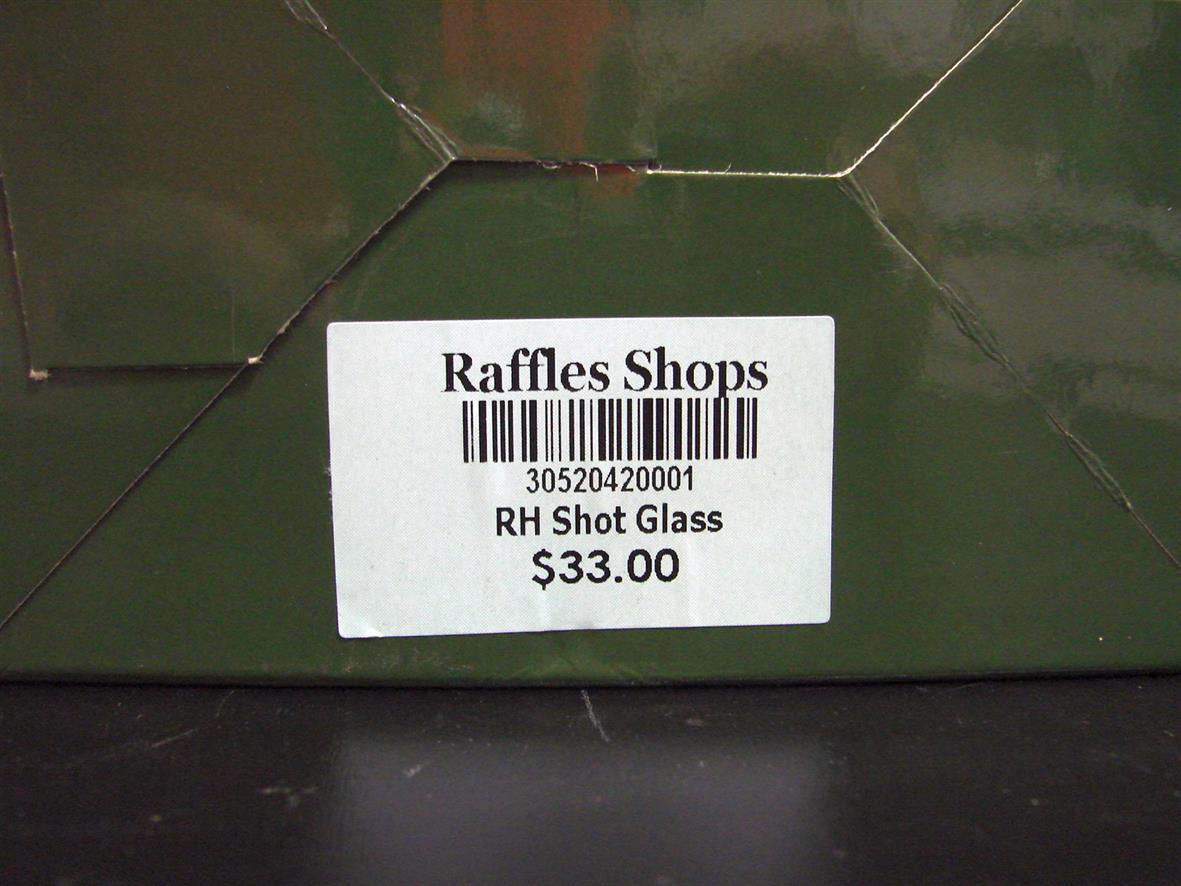 Raffles Shops
30520420001
RH Shot Glass
$33.00